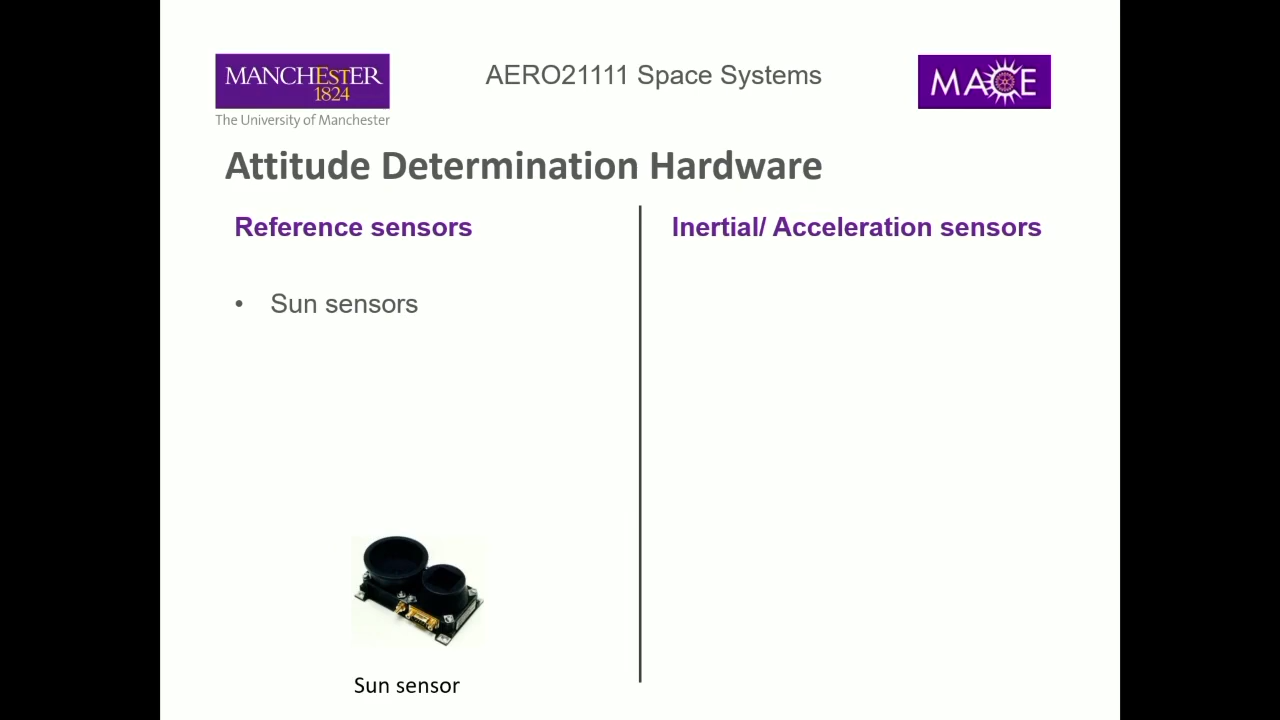 MANCHESTER
1824
The University of Manchester
AERO21111 Space Systems
MACE
Attitude Determination Hardware
Reference sensors
• Sun sensors
Sun sensor
Inertial/ Acceleration sensors